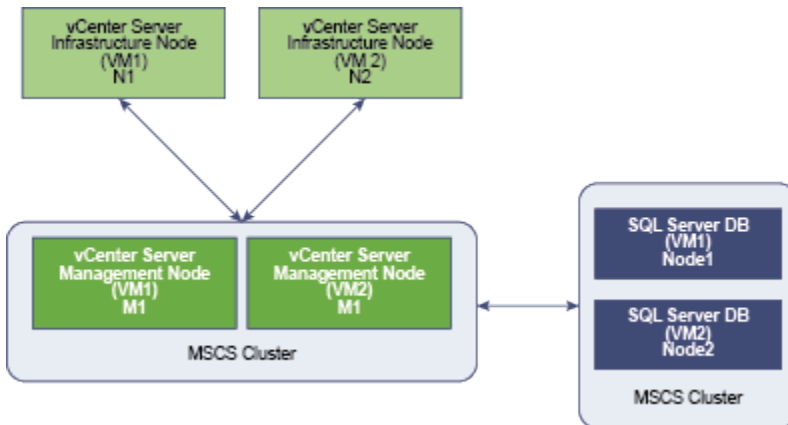 vCenter Server
Infrastructure Node
(VM1)
N1
vCenter Server
Infrastructure Node
(VM 2)
N2
vCenter Server
Management Node
(VM1)
M1
vCenter Server
Management Node
(VM2)
M1
MSCS Cluster
SQL Server DB
(VM1)
Node1
SQL Server DB
(VM2)
Node2
MSCS Cluster